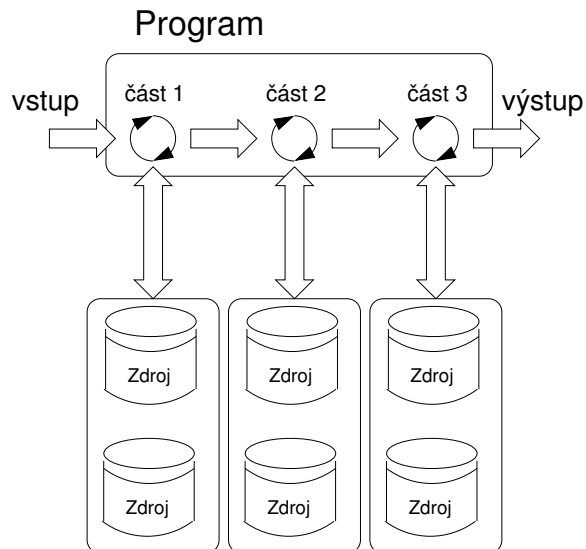 Program
vstup
část 1
část 2
část 3
výstup
Zdroj
Zdroj
Zdroj
Zdroj
Zdroj
Zdroj